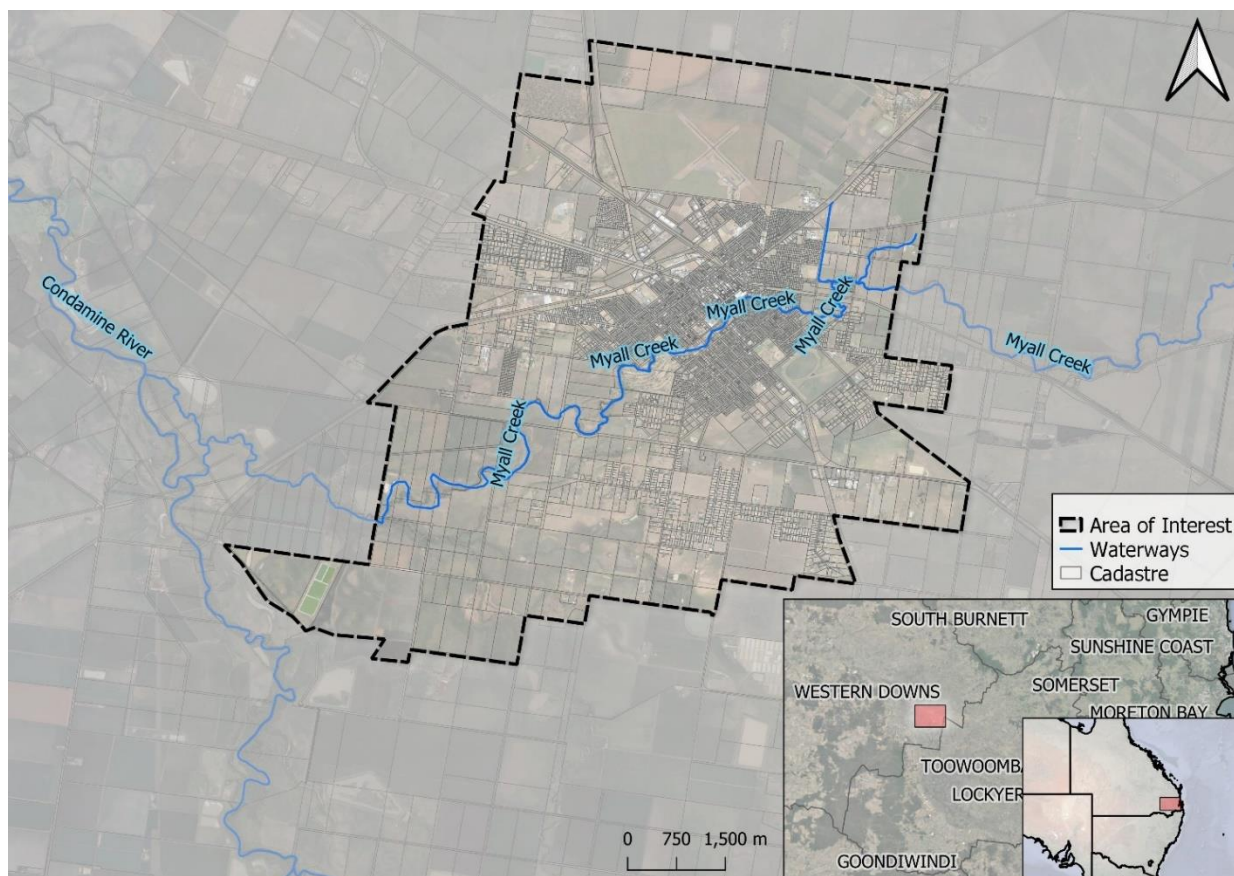 Condamine River
Myall Creek
Myall Creek
Myall Creek
Myall Creek
Myall Creek
Area of Interest
Waterways
Cadastre
SOUTH BURNETT
GYMPIE
SUNSHINE COAST
WESTERN DOWNS
SOMERSET
MORETON BAY
TOOWOOMB
LOCKYER
GOONDIWINDI
0 750 1,500 m